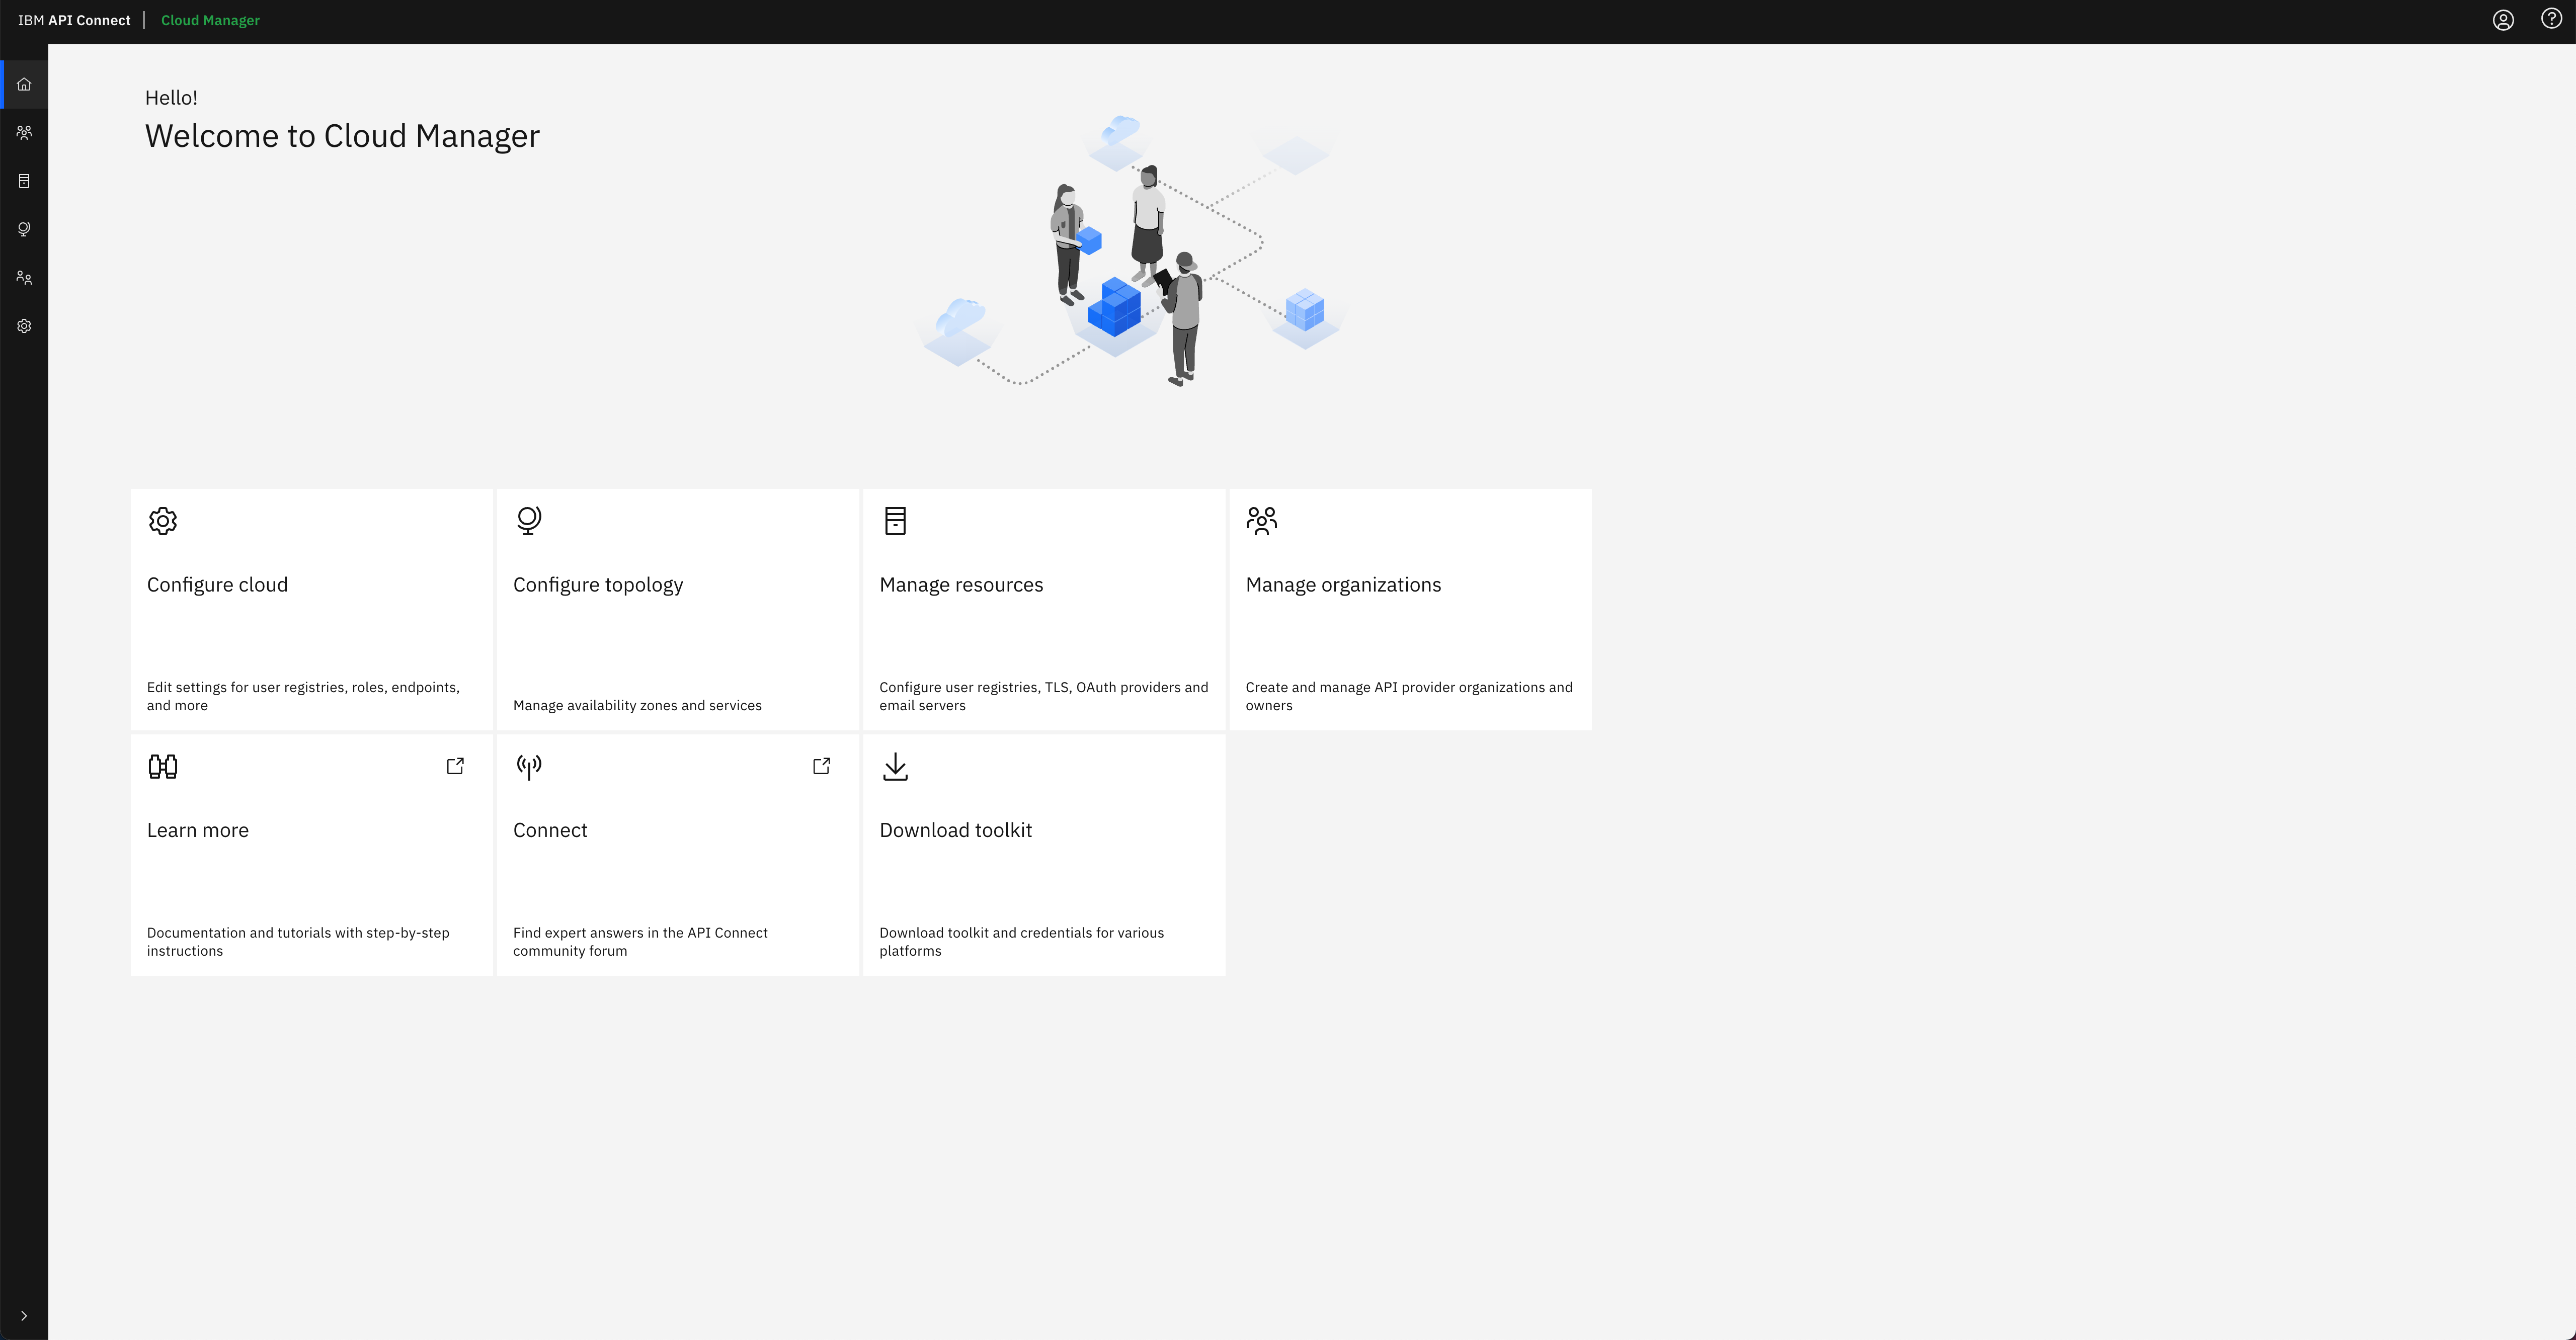 IBM API Connect | Cloud Manager
Hello!
Welcome to Cloud Manager
Configure cloud
Edit settings for user registries, roles, endpoints,
and more
Configure topology
Manage availability zones and services
Manage resources
Configure user registries, TLS, OAuth providers and
email servers
Manage organizations
Create and manage API provider organizations and
owners
Learn more
Documentation and tutorials with step-by-step
instructions
Connect
Find expert answers in the API Connect
community forum
Download toolkit
Download toolkit and credentials for various
platforms